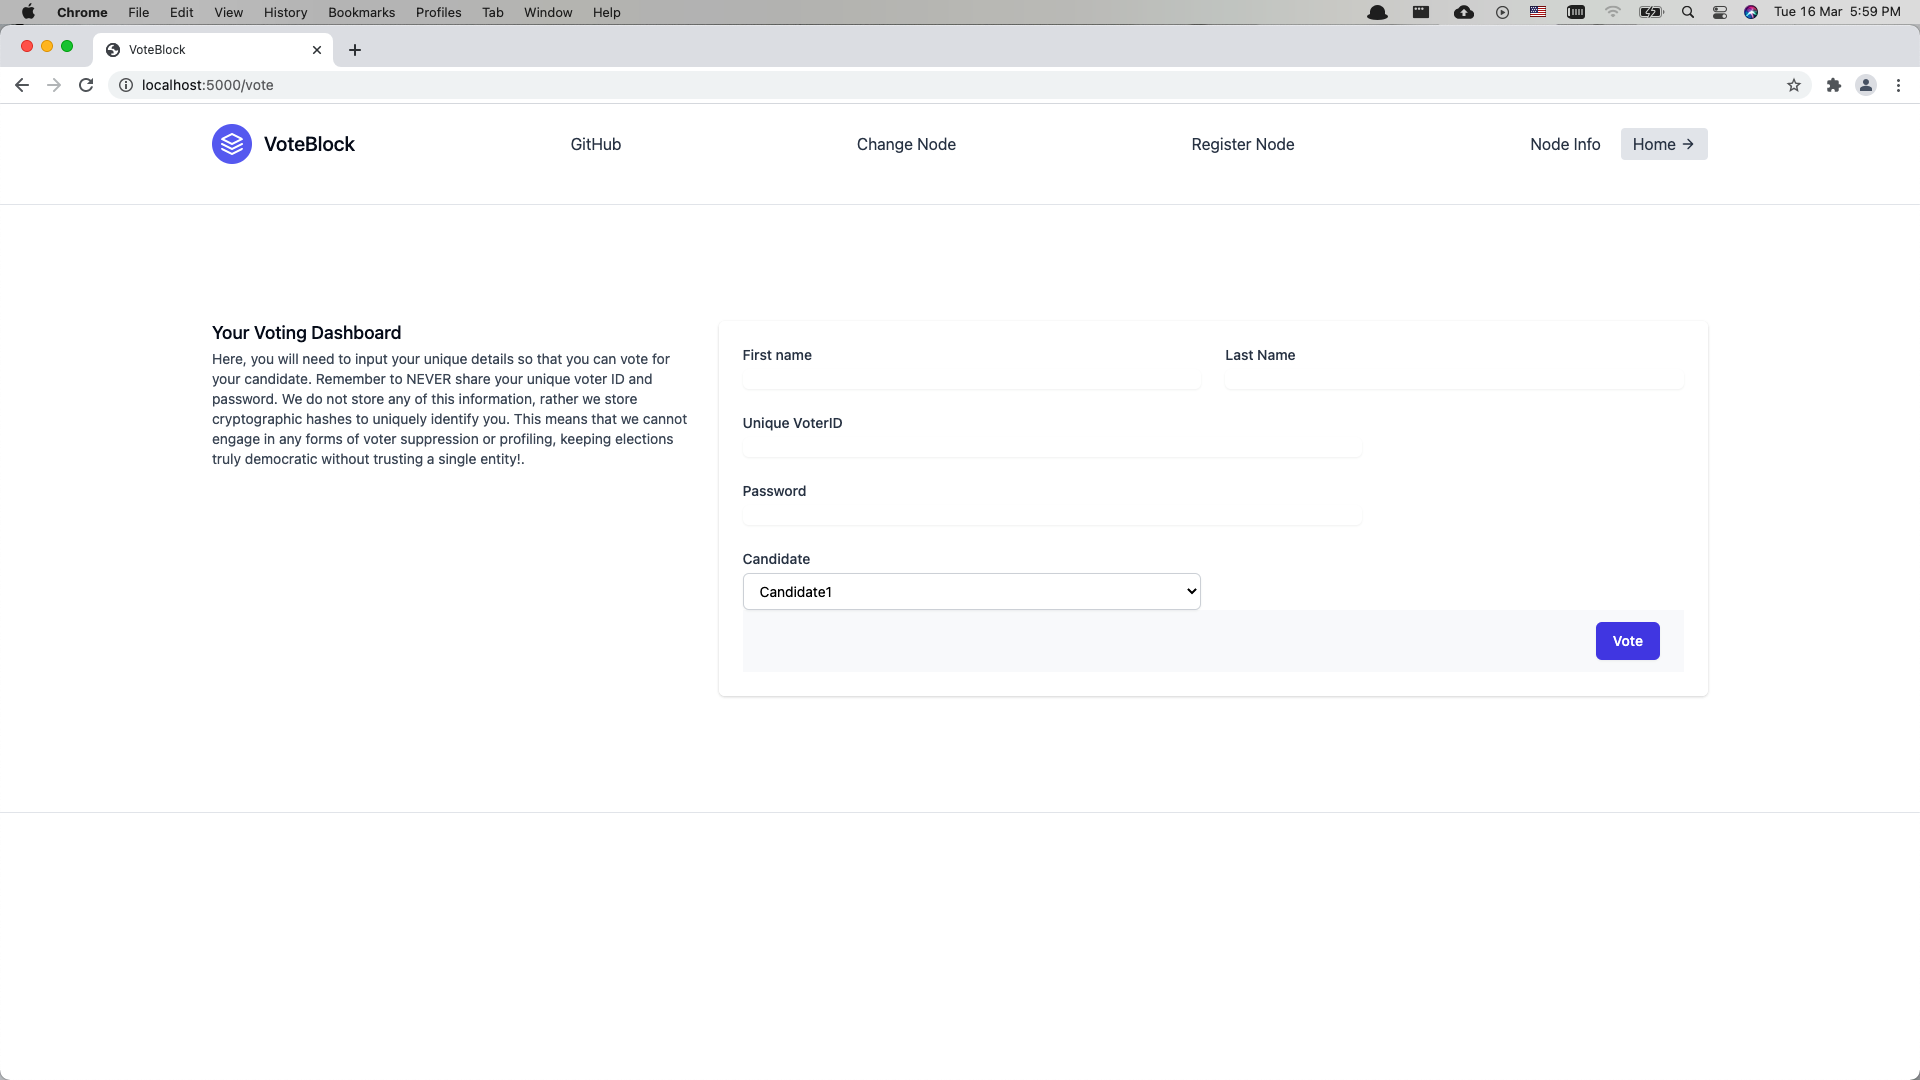 Chrome File Edit View History Bookmarks Profiles Tab Window Help Tue 16 Mar 5:59 PM
VoteBlock
localhost:5000/vote
VoteBlock GitHub Change Node Register Node Node Info Home →
Your Voting Dashboard
Here, you will need to input your unique details so that you can vote for
your candidate. Remember to NEVER share your unique voter ID and
password. We do not store any of this information, rather we store
cryptographic hashes to uniquely identify you. This means that we cannot
engage in any forms of voter suppression or profiling, keeping elections
truly democratic without trusting a single entity!.
First name Last Name
Unique VoterID
Password
Candidate
Candidate1
Vote